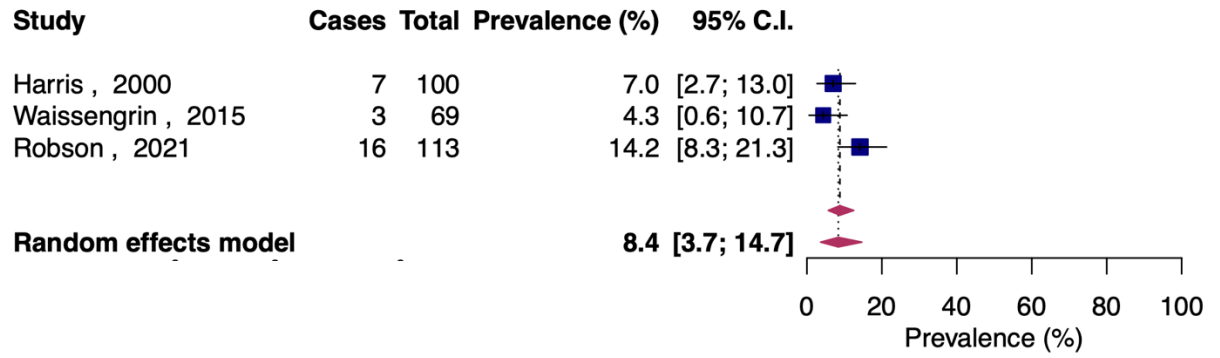 Study Cases Total Prevalence (%) 95% C.I.
Harris , 2000 7 100 7.0 [2.7; 13.0]
Waissengrin , 2015 3 69 4.3 [0.6; 10.7]
Robson , 2021 16 113 14.2 [8.3; 21.3]
Random effects model 8.4 [3.7; 14.7]
0 20 40 60 80 100
Prevalence (%)